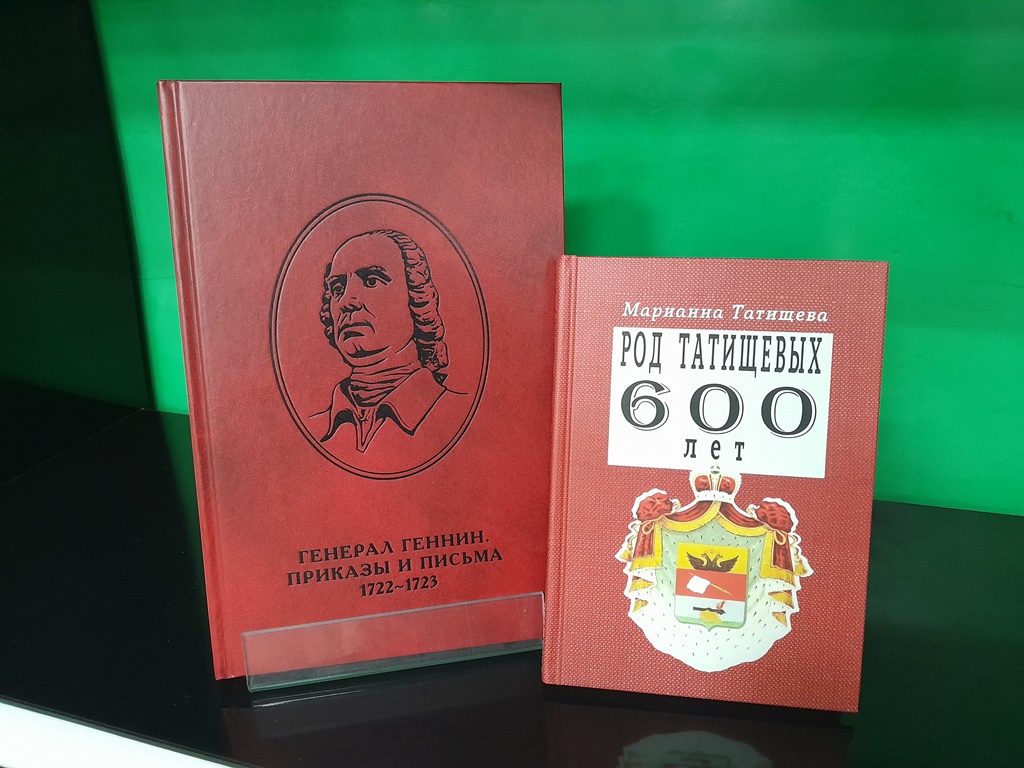 ГЕНЕРАЛ ГЕННИН.
ПРИКАЗЫ И ПИСЬМА
1722~1723
Марианна Татищева
РОД ТАТИЩЕВЫХ
600
лет